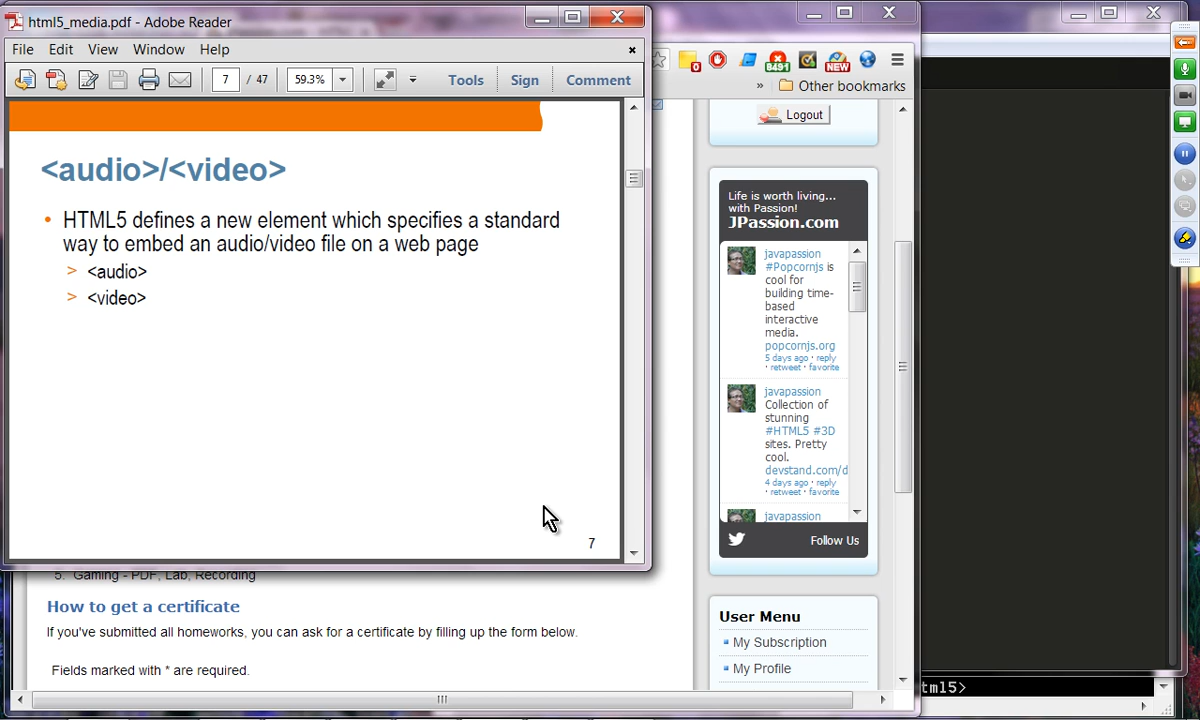 html5_media.pdf - Adobe Reader
File Edit View Window Help
7 / 47 59.3% Tools Sign Comment
<audio>/<video>
• HTML5 defines a new element which specifies a standard
way to embed an audio/video file on a web page
> <audio>
> <video>
7
0
8491
NEW
» Other bookmarks
Logout
Life is worth living...
with Passion!
JPassion.com
javapassion
#Popcornjs is
cool for
building time-
based
interactive
media.
popcornjs.org
5 days ago · reply
· retweet · favorite
javapassion
Collection of
stunning
#HTML5 #3D
sites. Pretty
cool.
devstand.com/d
4 days ago · reply
· retweet · favorite
javapassion
Follow Us
5. Gaming - PDF, Lab, Recording
How to get a certificate
If you've submitted all homeworks, you can ask for a certificate by filling up the form below.
Fields marked with * are required.
User Menu
My Subscription
My Profile
tml5>